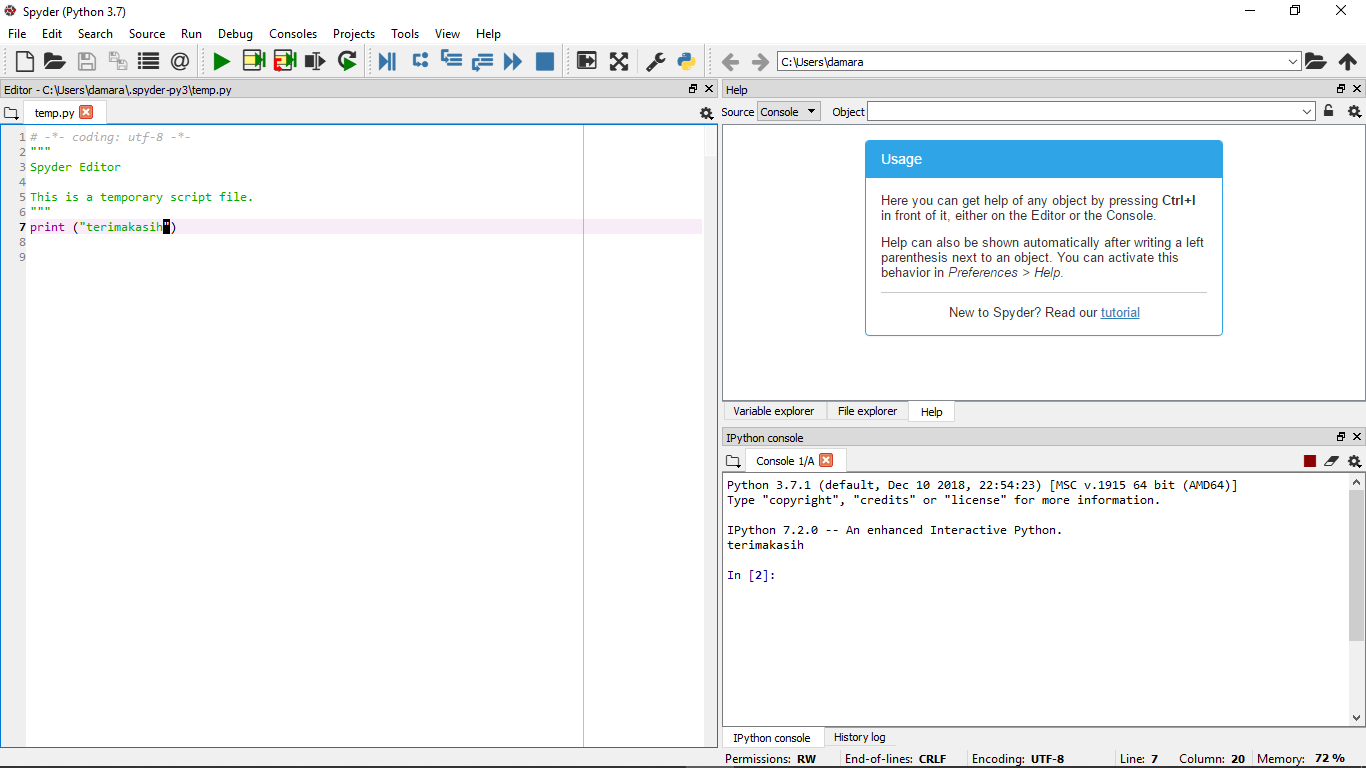 Spyder (Python 3.7)
File Edit Search Source Run Debug Consoles Projects Tools View Help
C:\Users\damara
Editor - C:\Users\damara\.spyder-py3\temp.py
temp.py
1 # -*- coding: utf-8 -*-
2 """
3 Spyder Editor
4
5 This is a temporary script file.
6 """
7 print ("terimakasih")
8
9
Help
Source Console Object
Usage
Here you can get help of any object by pressing Ctrl+I
in front of it, either on the Editor or the Console.
Help can also be shown automatically after writing a left
parenthesis next to an object. You can activate this
behavior in Preferences > Help.
New to Spyder? Read our tutorial
Variable explorer File explorer Help
IPython console
Console 1/A
Python 3.7.1 (default, Dec 10 2018, 22:54:23) [MSC v.1915 64 bit (AMD64)]
Type "copyright", "credits" or "license" for more information.
IPython 7.2.0 -- An enhanced Interactive Python.
terimakasih
In [2]:
IPython console History log
Permissions: RW End-of-lines: CRLF Encoding: UTF-8 Line: 7 Column: 20 Memory: 72 %